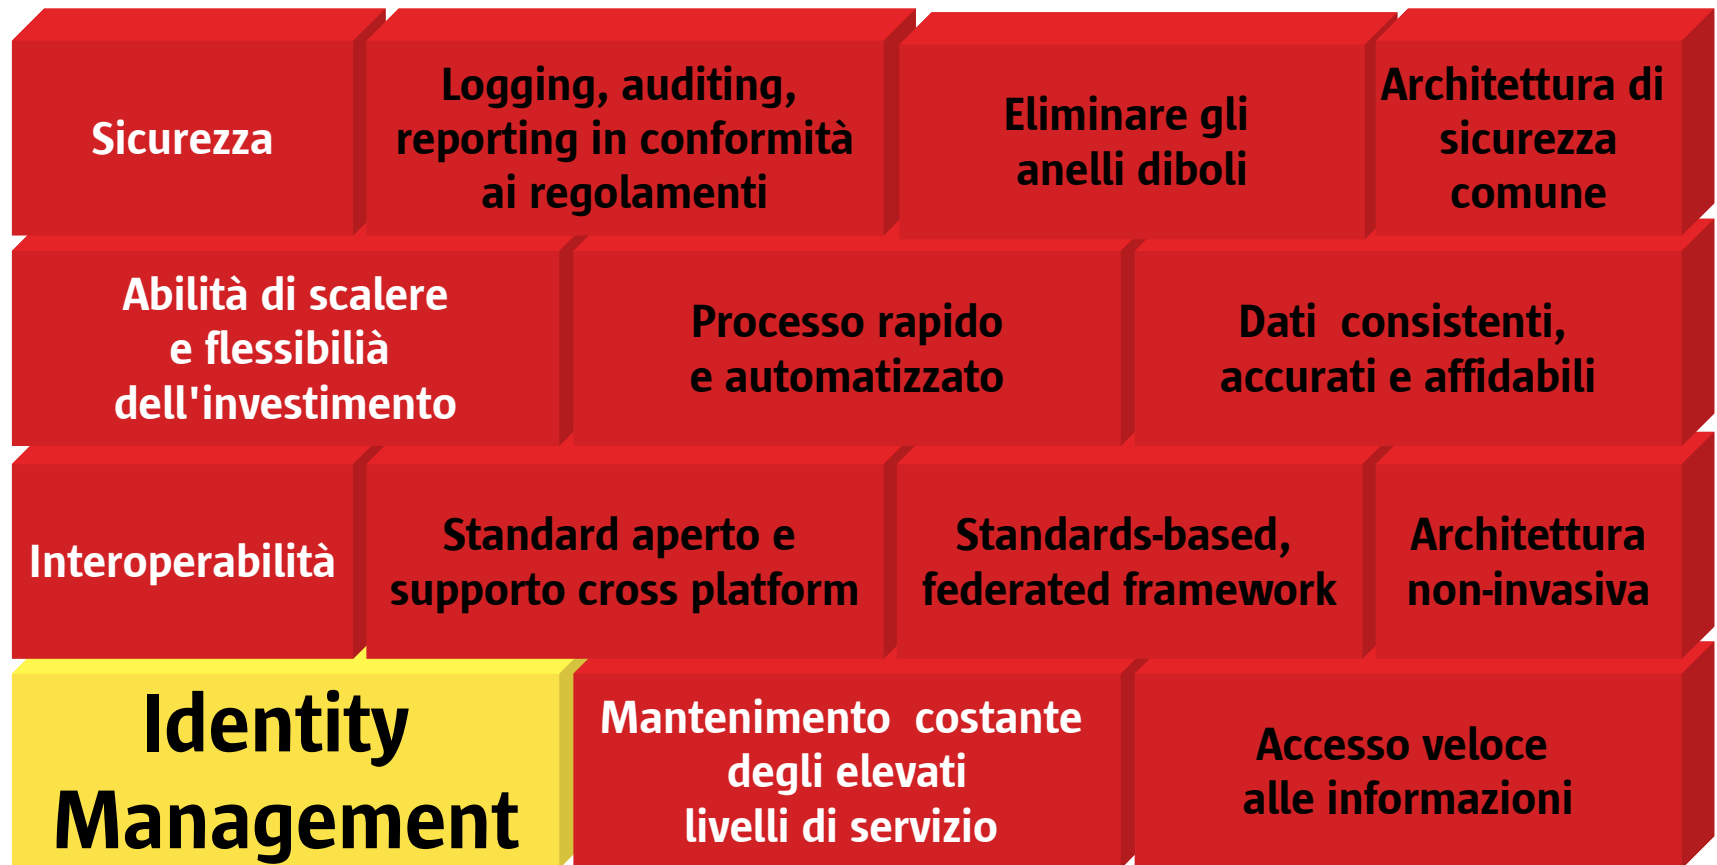 Sicurezza
Logging, auditing,
reporting in conformità
ai regolamenti
Eliminare gli
anelli diboli
Architettura di
sicurezza
comune
Abilità di scalere
e flessibilià
dell'investimento
Processo rapido
e automatizzato
Dati consistenti,
accurati e affidabili
Interoperabilità
Standard aperto e
supporto cross platform
Standards-based,
federated framework
Architettura
non-invasiva
Identity
Management
Mantenimento costante
degli elevati
livelli di servizio
Accesso veloce
alle informazioni